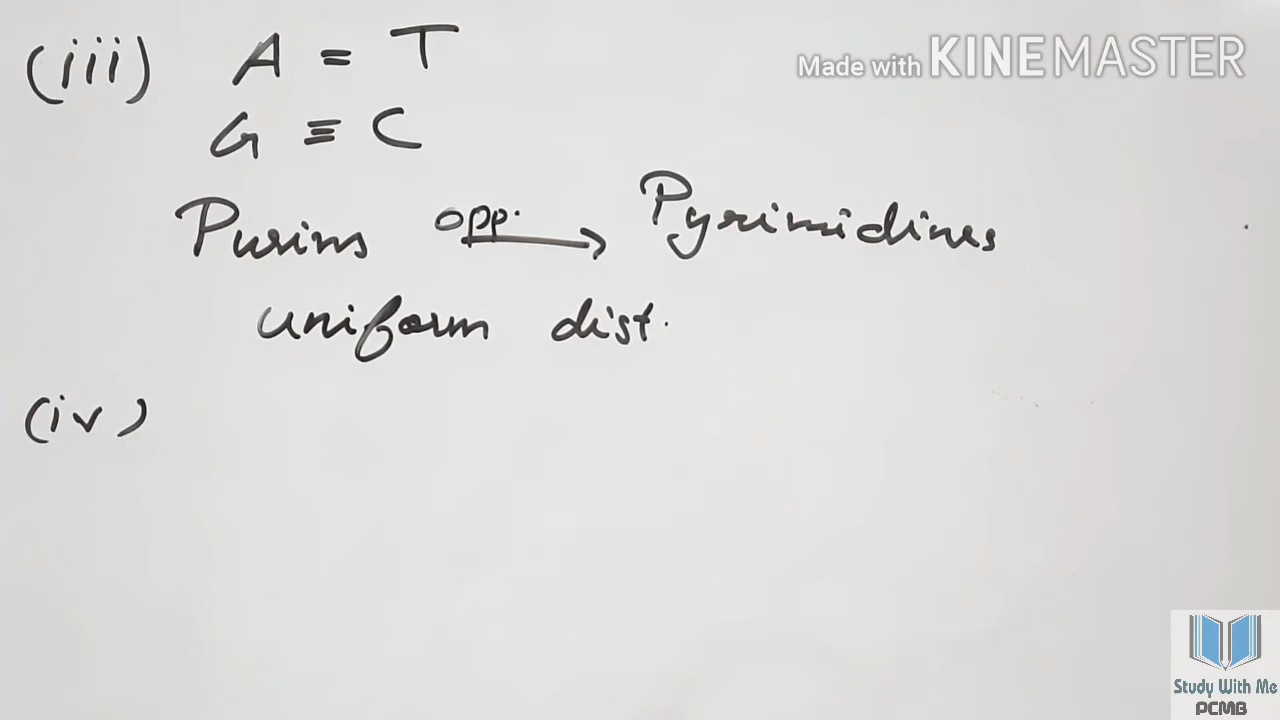 (iii) A = T
Made with KINEMASTER
G ≡ C
Purins opp. → Pyrimidines
uniform dist.
(iv)
Study With Me
PCMB